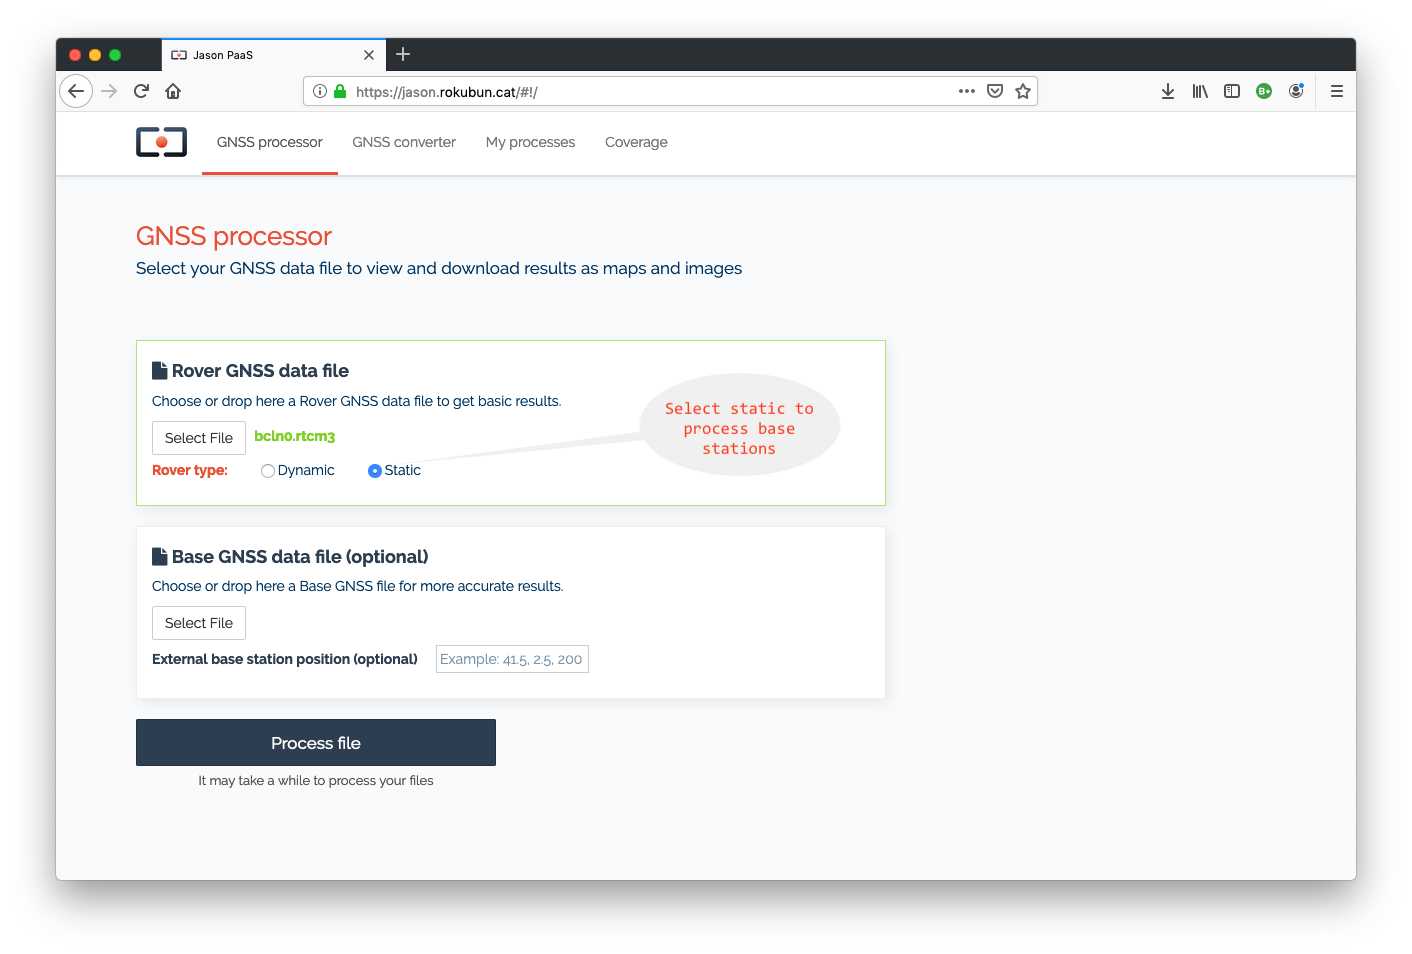 Jason PaaS
https://jason.rokubun.cat/#!/
B+
GNSS processor
GNSS converter
My processes
Coverage
GNSS processor
Select your GNSS data file to view and download results as maps and images
Rover GNSS data file
Choose or drop here a Rover GNSS data file to get basic results.
Select File
bcln0.rtcm3
Rover type:
Dynamic
Static
Select static to
process base
stations
Base GNSS data file (optional)
Choose or drop here a Base GNSS file for more accurate results.
Select File
External base station position (optional)
Example: 41.5, 2.5, 200
Process file
It may take a while to process your files